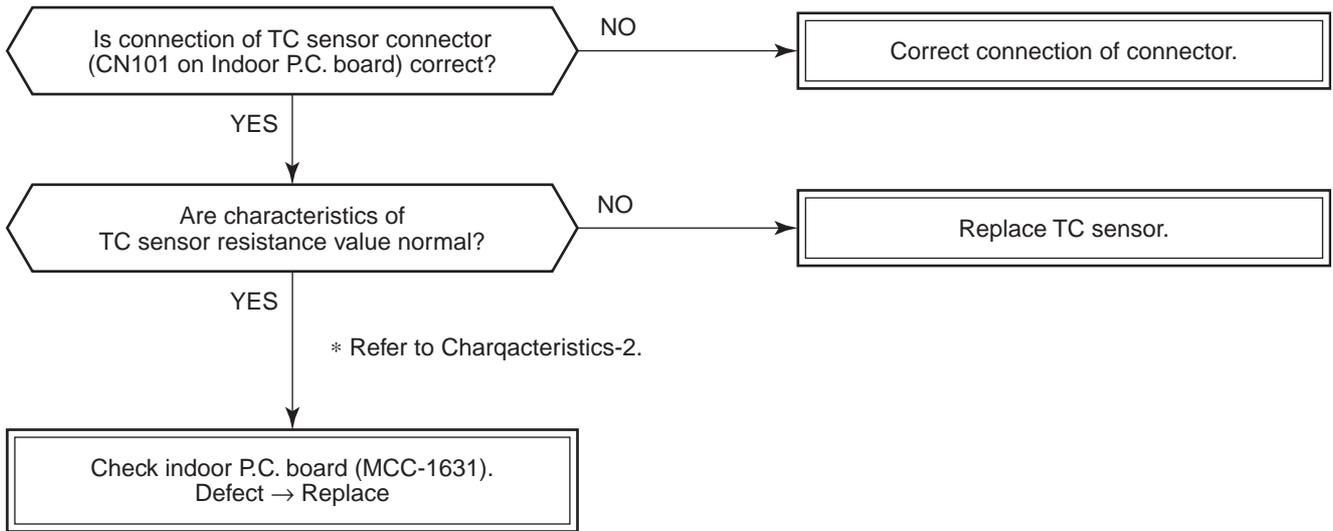 Is connection of TC sensor connector
(CN101 on Indoor P.C. board) correct?
NO
Correct connection of connector.
YES
Are characteristics of
TC sensor resistance value normal?
NO
Replace TC sensor.
YES
* Refer to Charqacteristics-2.
Check indoor P.C. board (MCC-1631).
Defect → Replace